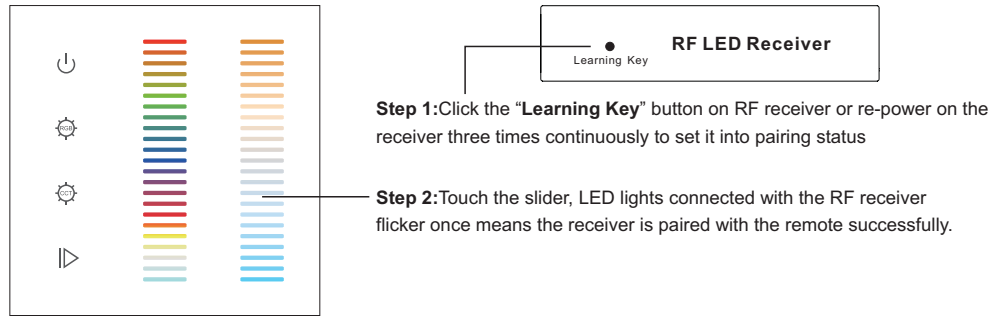 RF LED Receiver
Learning Key
Step 1:Click the “Learning Key” button on RF receiver or re-power on the
receiver three times continuously to set it into pairing status
RGB
CCT
Step 2:Touch the slider, LED lights connected with the RF receiver
flicker once means the receiver is paired with the remote successfully.